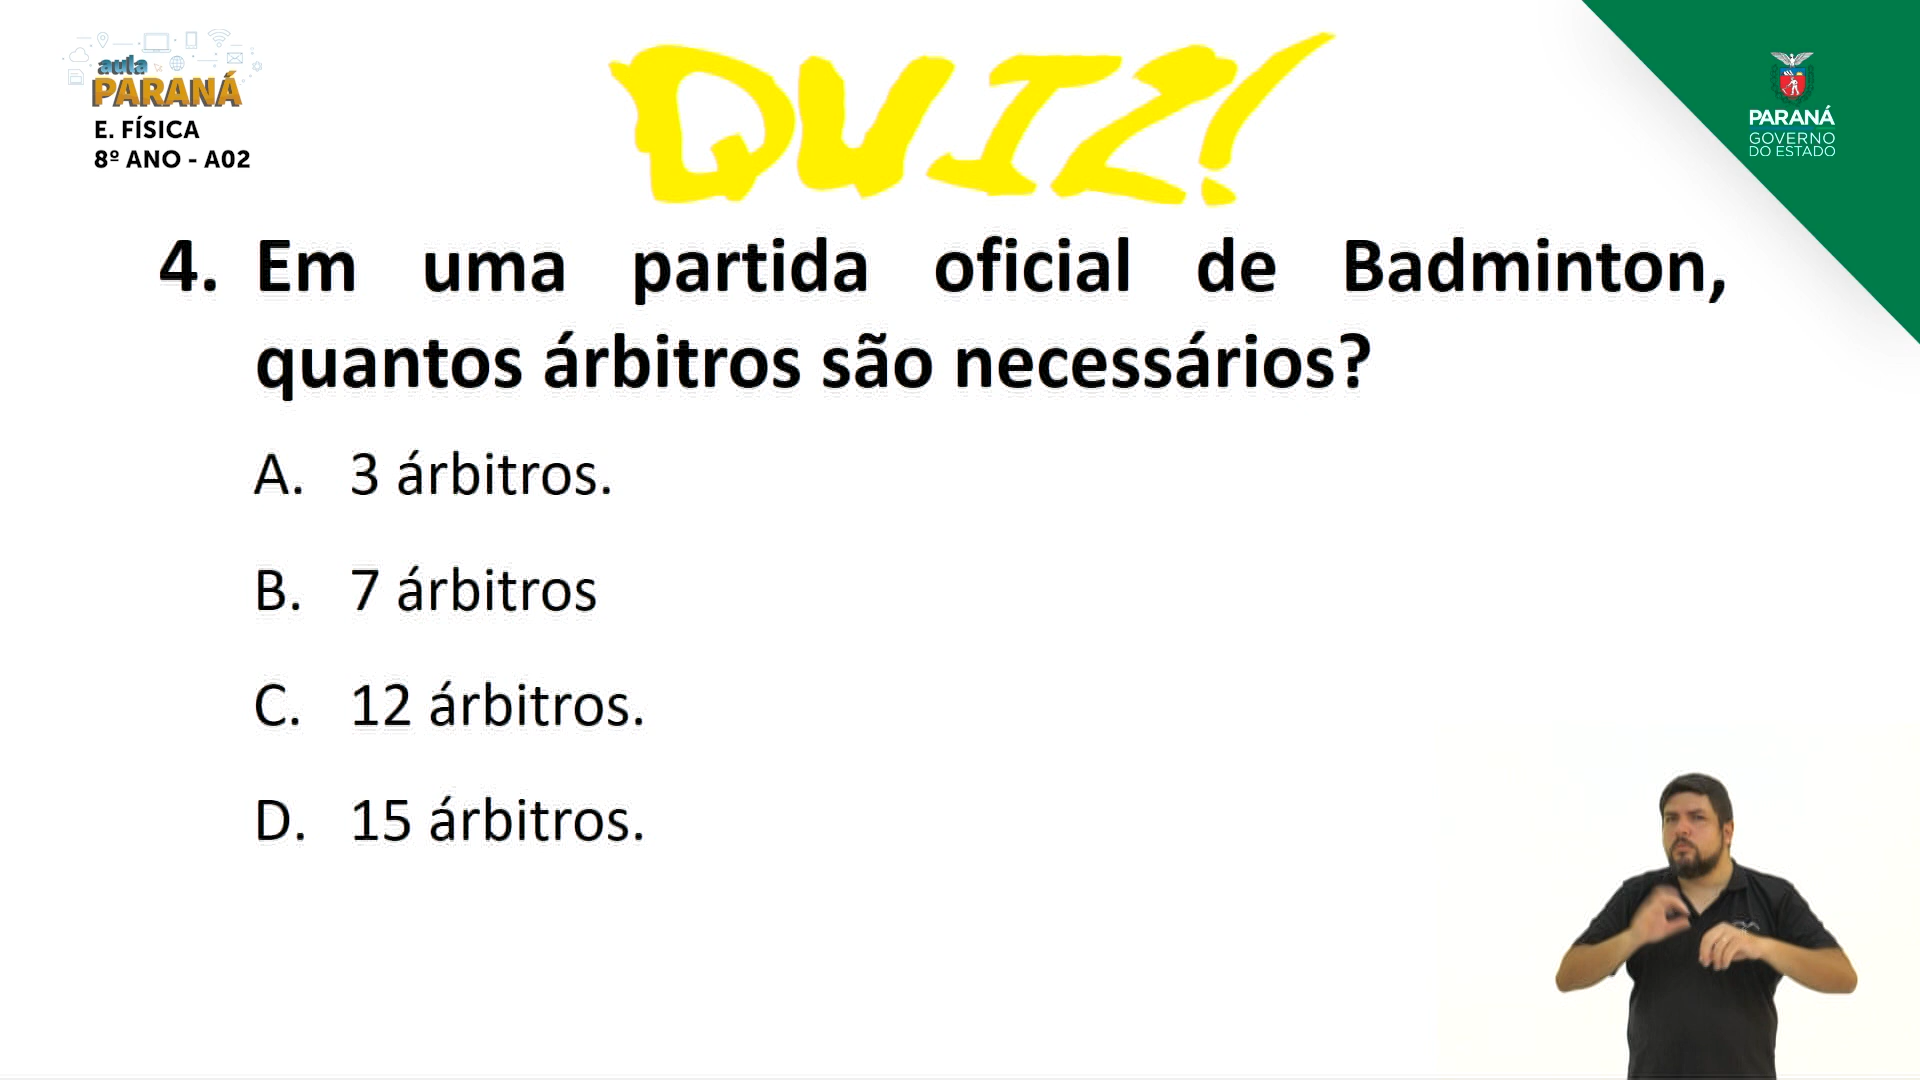 aula
PARANÁ
E. FÍSICA
8º ANO - A02
QUIZ!
PARANÁ
GOVERNO
DO ESTADO
4. Em uma partida oficial de Badminton,
quantos árbitros são necessários?
A. 3 árbitros.
B. 7 árbitros
C. 12 árbitros.
D. 15 árbitros.